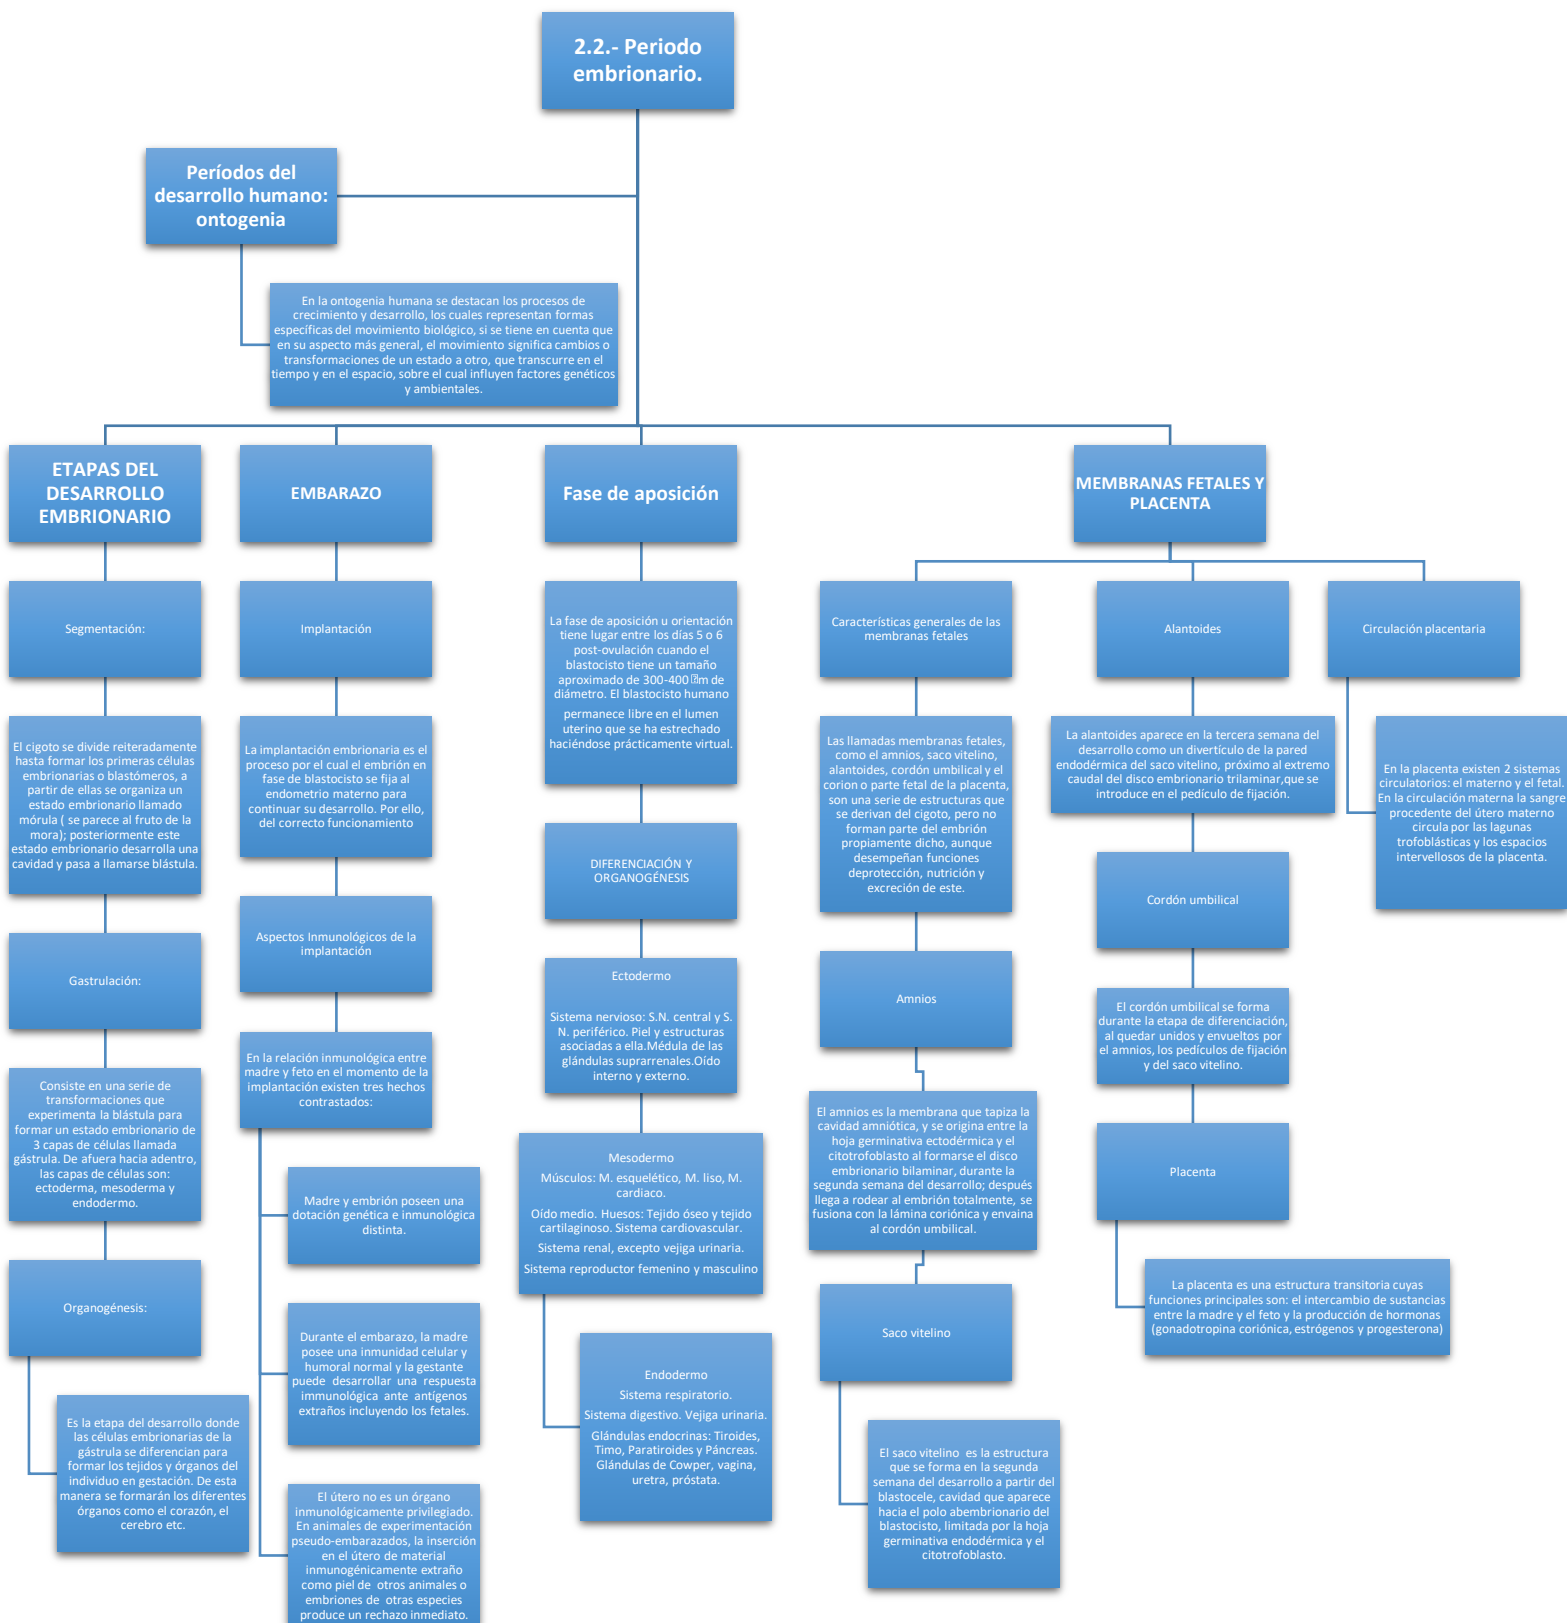 2.2.- Periodo
embrionario.
Períodos del
desarrollo humano:
ontogenia
En la ontogenia humana se destacan los procesos de
crecimiento y desarrollo, los cuales representan formas
específicas del movimiento biológico, si se tiene en cuenta que
en su aspecto más general, el movimiento significa cambios o
transformaciones de un estado a otro, que transcurre en el
tiempo y en el espacio, sobre el cual influyen factores genéticos
y ambientales.
ETAPAS DEL
DESARROLLO
EMBRIONARIO
Segmentación:
El cigoto se divide reiteradamente
hasta formar los primeras células
embrionarias o blastómeros, a
partir de ellas se organiza un
estado embrionario llamado
mórula ( se parece al fruto de la
mora); posteriormente este
estado embrionario desarrolla una
cavidad y pasa a llamarse blástula.
Gastrulación:
Consiste en una serie de
transformaciones que
experimenta la blástula para
formar un estado embrionario de
3 capas de células llamada
gástrula. De afuera hacia adentro,
las capas de células son:
ectoderma, mesoderma y
endodermo.
Organogénesis:
Es la etapa del desarrollo donde
las células embrionarias de la
gástrula se diferencian para
formar los tejidos y órganos del
individuo en gestación. De esta
manera se formarán los diferentes
órganos como el corazón, el
cerebro etc.
EMBARAZO
Implantación
La implantación embrionaria es el
proceso por el cual el embrión en
fase de blastocisto se fija al
endometrio materno para
continuar su desarrollo. Por ello,
del correcto funcionamiento
Aspectos Inmunológicos de la
implantación
En la relación inmunológica entre
madre y feto en el momento de la
implantación existen tres hechos
contrastados:
Madre y embrión poseen una
dotación genética e inmunológica
distinta.
Durante el embarazo, la madre
posee una inmunidad celular y
humoral normal y la gestante
puede desarrollar una respuesta
immunológica ante antígenos
extraños incluyendo los fetales.
El útero no es un órgano
inmunológicamente privilegiado.
En animales de experimentación
pseudo-embarazados, la inserción
en el útero de material
inmunogénicamente extraño
como piel de otros animales o
embriones de otras especies
produce un rechazo inmediato.
Fase de aposición
La fase de aposición u orientación
tiene lugar entre los días 5 o 6
post-ovulación cuando el
blastocisto tiene un tamaño
aproximado de 300-400 m de
diámetro. El blastocisto humano
permanece libre en el lumen
uterino que se ha estrechado
haciéndose prácticamente virtual.
DIFERENCIACIÓN Y
ORGANOGÉNESIS
Ectodermo
Sistema nervioso: S.N. central y S.
N. periférico. Piel y estructuras
asociadas a ella.Médula de las
glándulas suprarrenales.Oído
interno y externo.
Mesodermo
Músculos: M. esquelético, M. liso, M.
cardiaco.
Oído medio. Huesos: Tejido óseo y tejido
cartilaginoso. Sistema cardiovascular.
Sistema renal, excepto vejiga urinaria.
Sistema reproductor femenino y masculino
Endodermo
Sistema respiratorio.
Sistema digestivo. Vejiga urinaria.
Glándulas endocrinas: Tiroides,
Timo, Paratiroides y Páncreas.
Glándulas de Cowper, vagina,
uretra, próstata.
MEMBRANAS FETALES Y
PLACENTA
Características generales de las
membranas fetales
Las llamadas membranas fetales,
como el amnios, saco vitelino,
alantoides, cordón umbilical y el
corion o parte fetal de la placenta,
son una serie de estructuras que
se derivan del cigoto, pero no
forman parte del embrión
propiamente dicho, aunque
desempeñan funciones
deprotección, nutrición y
excreción de este.
Amnios
El amnios es la membrana que tapiza la
cavidad amniótica, y se origina entre la
hoja germinativa ectodérmica y el
citotrofoblasto al formarse el disco
embrionario bilaminar, durante la
segunda semana del desarrollo; después
llega a rodear al embrión totalmente, se
fusiona con la lámina coriónica y envaina
al cordón umbilical.
Saco vitelino
El saco vitelino es la estructura
que se forma en la segunda
semana del desarrollo a partir del
blastocele, cavidad que aparece
hacia el polo abembrionario del
blastocisto, limitada por la hoja
germinativa endodérmica y el
citotrofoblasto.
Alantoides
La alantoides aparece en la tercera semana del
desarrollo como un divertículo de la pared
endodérmica del saco vitelino, próximo al extremo
caudal del disco embrionario trilaminar,que se
introduce en el pedículo de fijación.
Cordón umbilical
El cordón umbilical se forma
durante la etapa de diferenciación,
al quedar unidos y envueltos por
el amnios, los pedículos de fijación
y del saco vitelino.
Placenta
La placenta es una estructura transitoria cuyas
funciones principales son: el intercambio de sustancias
entre la madre y el feto y la producción de hormonas
(gonadotropina coriónica, estrógenos y progesterona)
Circulación placentaria
En la placenta existen 2 sistemas
circulatorios: el materno y el fetal.
En la circulación materna la sangre
procedente del útero materno
circula por las lagunas
trofoblásticas y los espacios
intervellosos de la placenta.